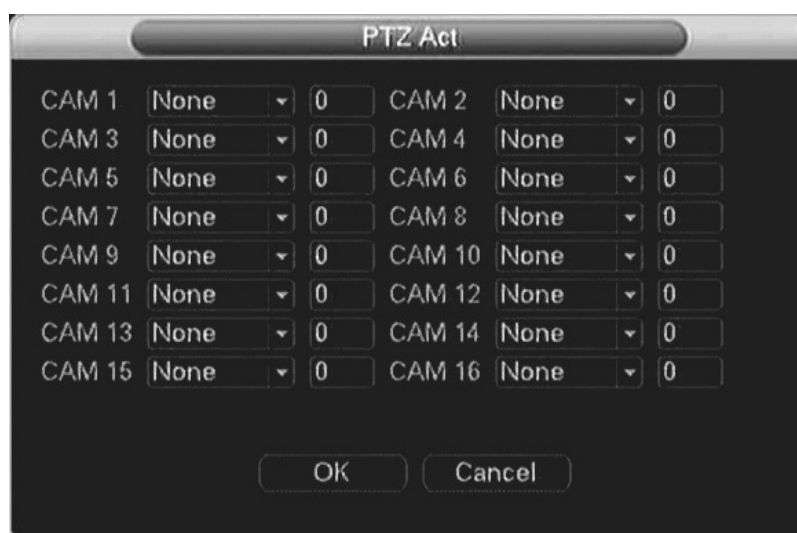 PTZ Act
CAM 1 None 0 CAM 2 None 0
CAM 3 None 0 CAM 4 None 0
CAM 5 None 0 CAM 6 None 0
CAM 7 None 0 CAM 8 None 0
CAM 9 None 0 CAM 10 None 0
CAM 11 None 0 CAM 12 None 0
CAM 13 None 0 CAM 14 None 0
CAM 15 None 0 CAM 16 None 0
OK Cancel